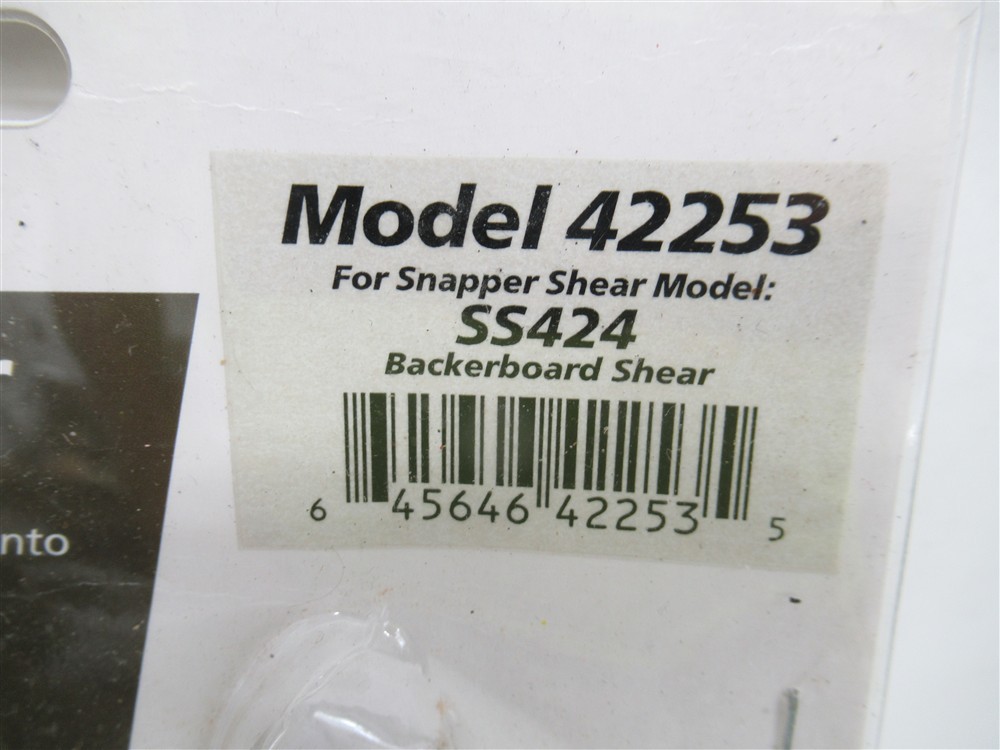 Model 42253
For Snapper Shear Model:
SS424
Backerboard Shear
6 45646 42253 5
nto